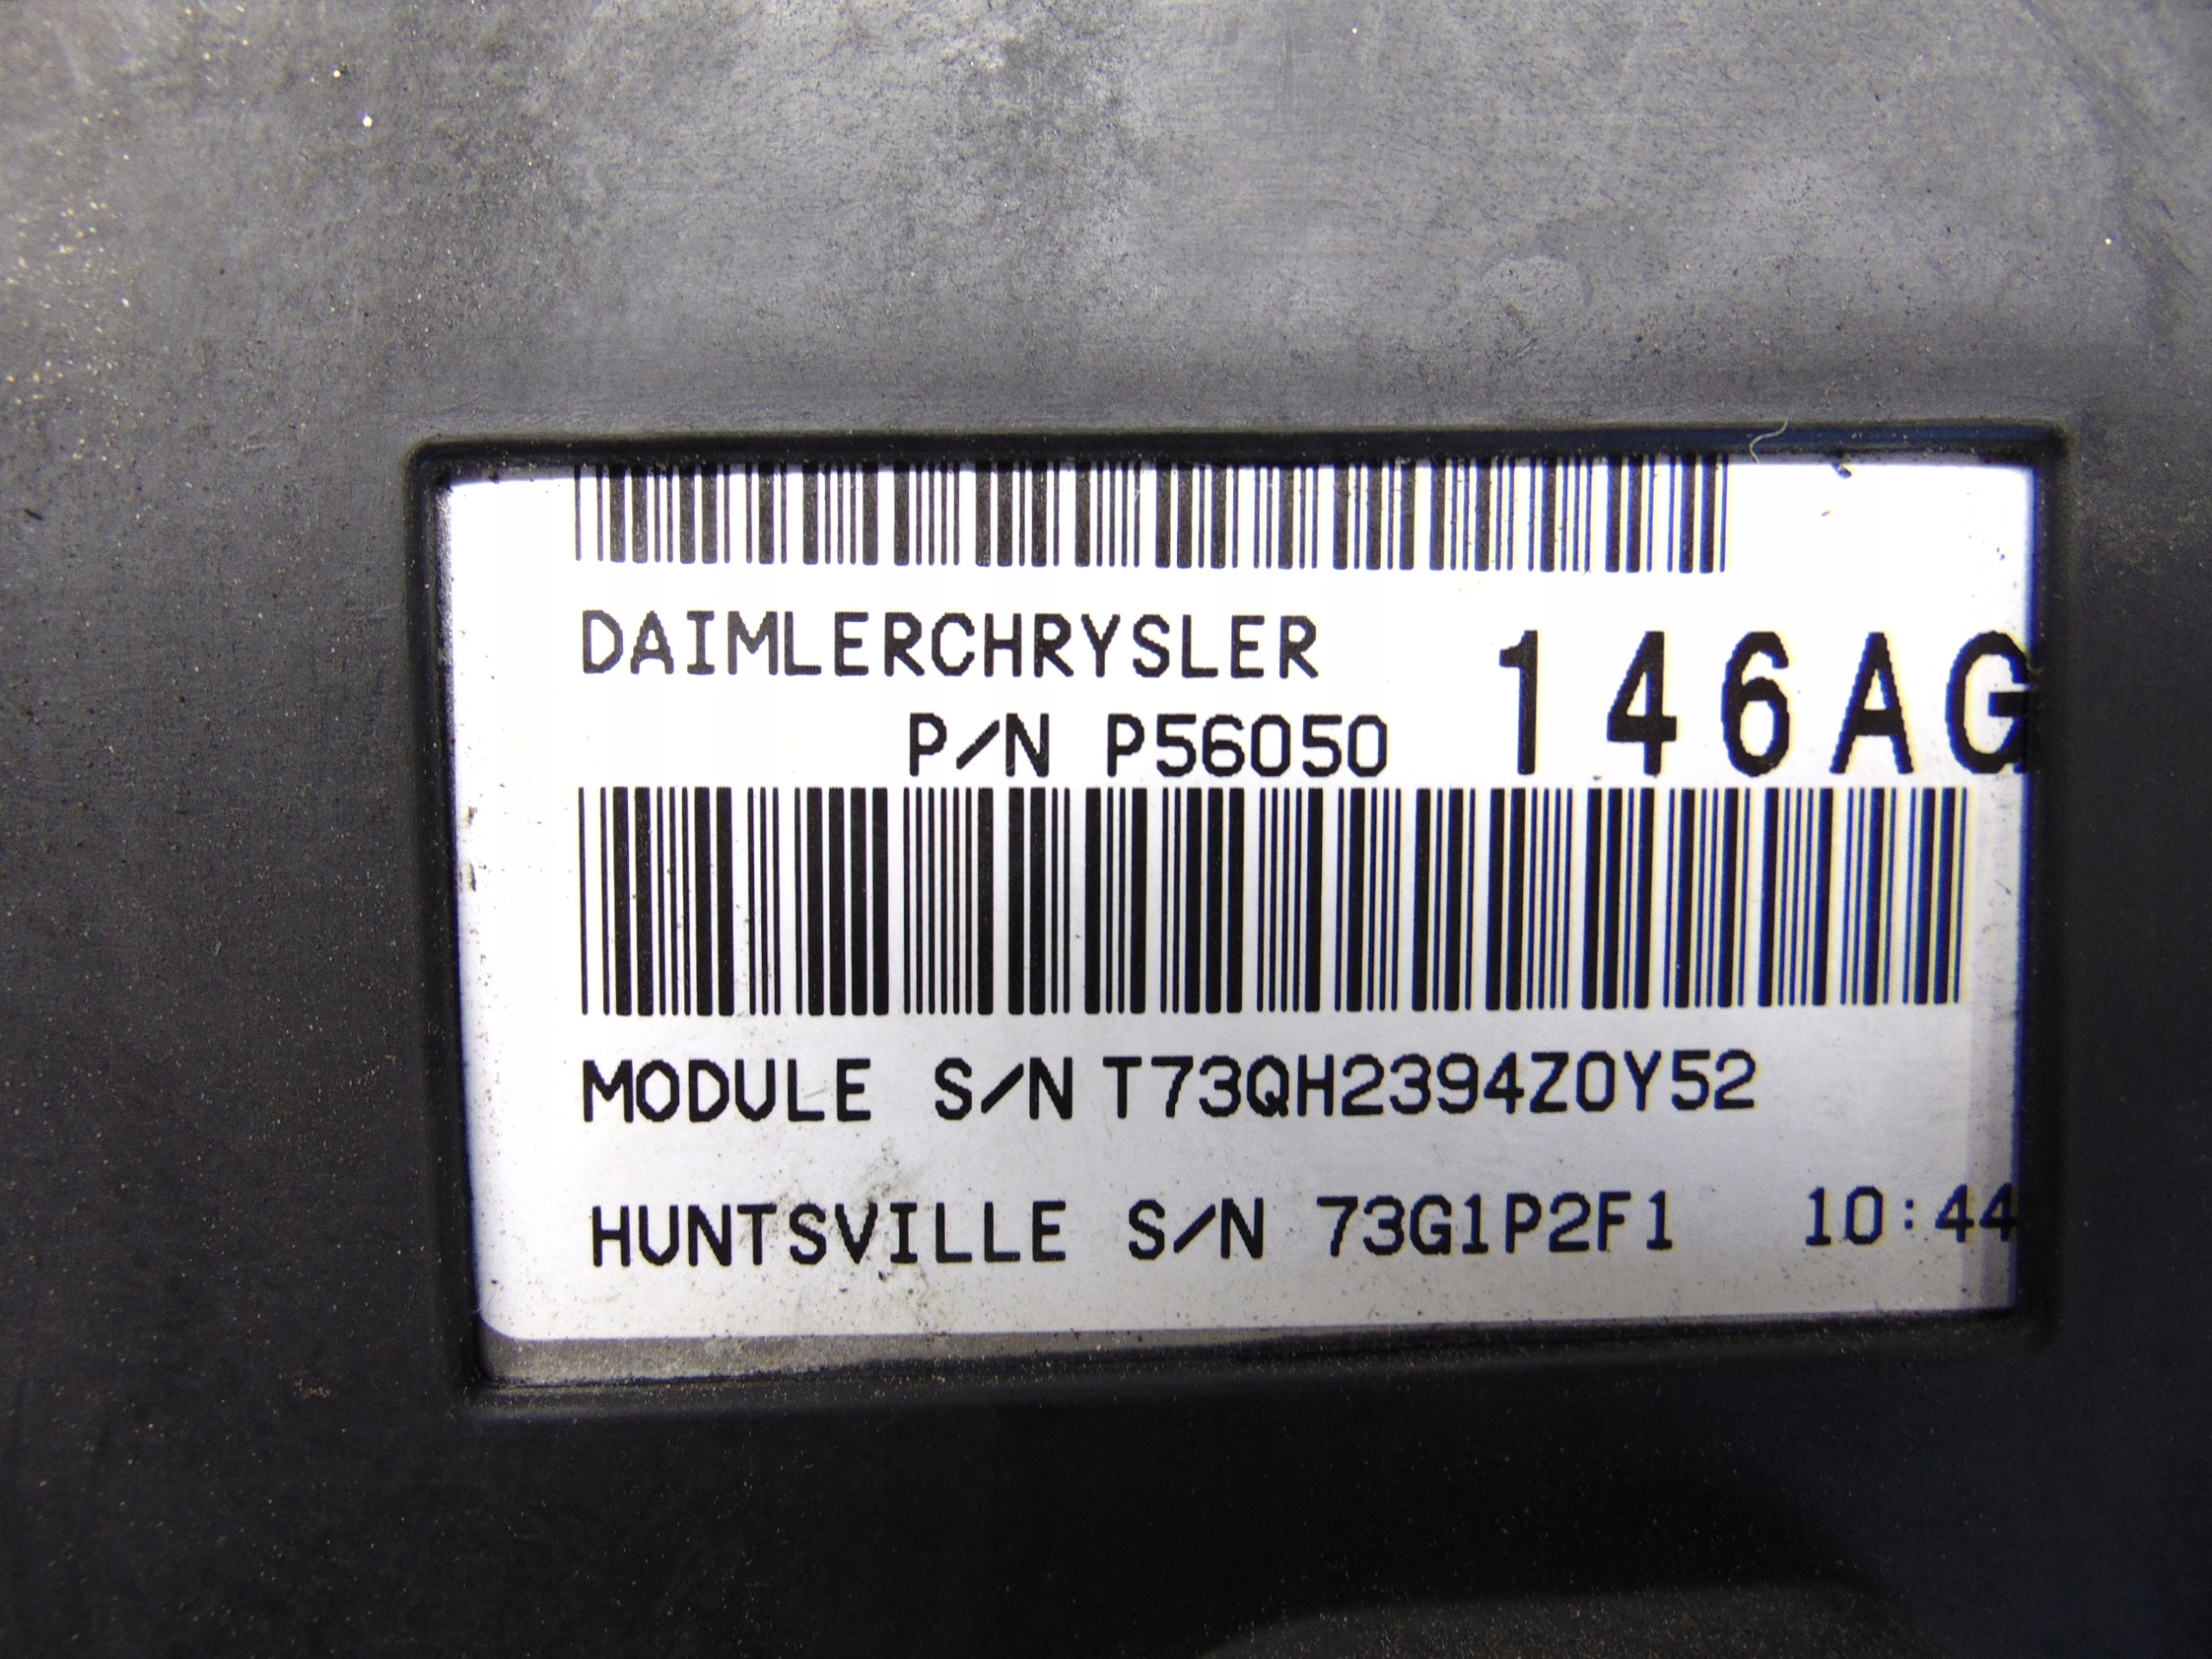 DAIMLERCHRYSLER
P/N P56050 146AG
MODULE S/N T73QH2394Z0Y52
HUNTSVILLE S/N 73G1P2F1 10:44